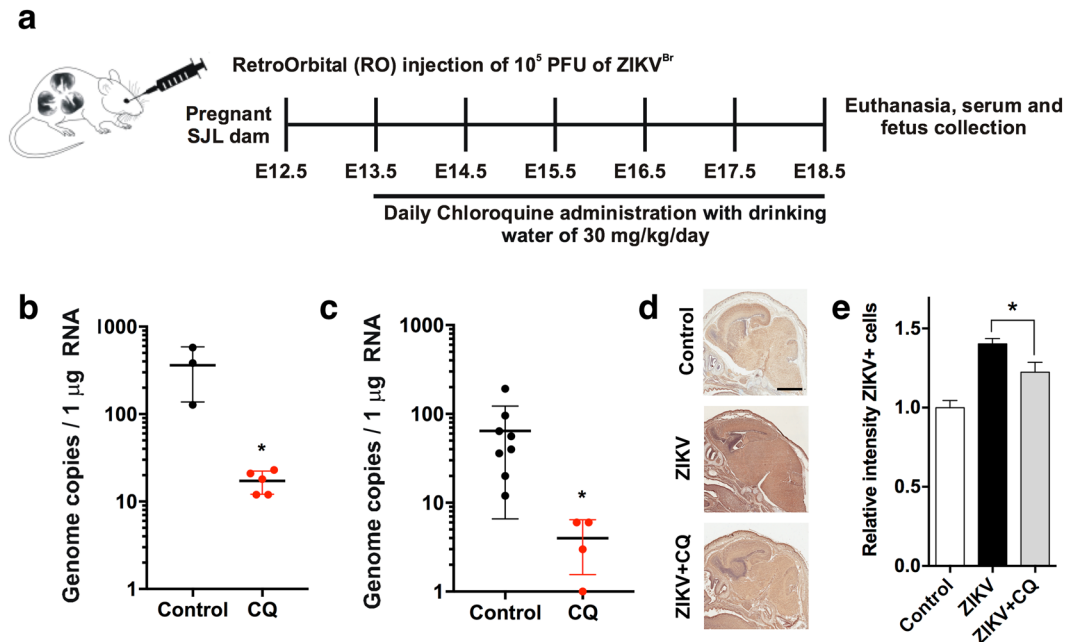 a
RetroOrbital (RO) injection of 10⁵ PFU of ZIKVᴮʳ
Pregnant
SJL dam
Euthanasia, serum and
fetus collection
E12.5 E13.5 E14.5 E15.5 E16.5 E17.5 E18.5
Daily Chloroquine administration with drinking
water of 30 mg/kg/day
b
Genome copies / 1 µg RNA
1000
100
10
1
*
Control CQ
c
Genome copies / 1 µg RNA
1000
100
10
1
*
Control CQ
d
Control
ZIKV
ZIKV+CQ
e
Relative intensity ZIKV+ cells
1.5
1.0
0.5
0.0
*
Control
ZIKV
ZIKV+CQ